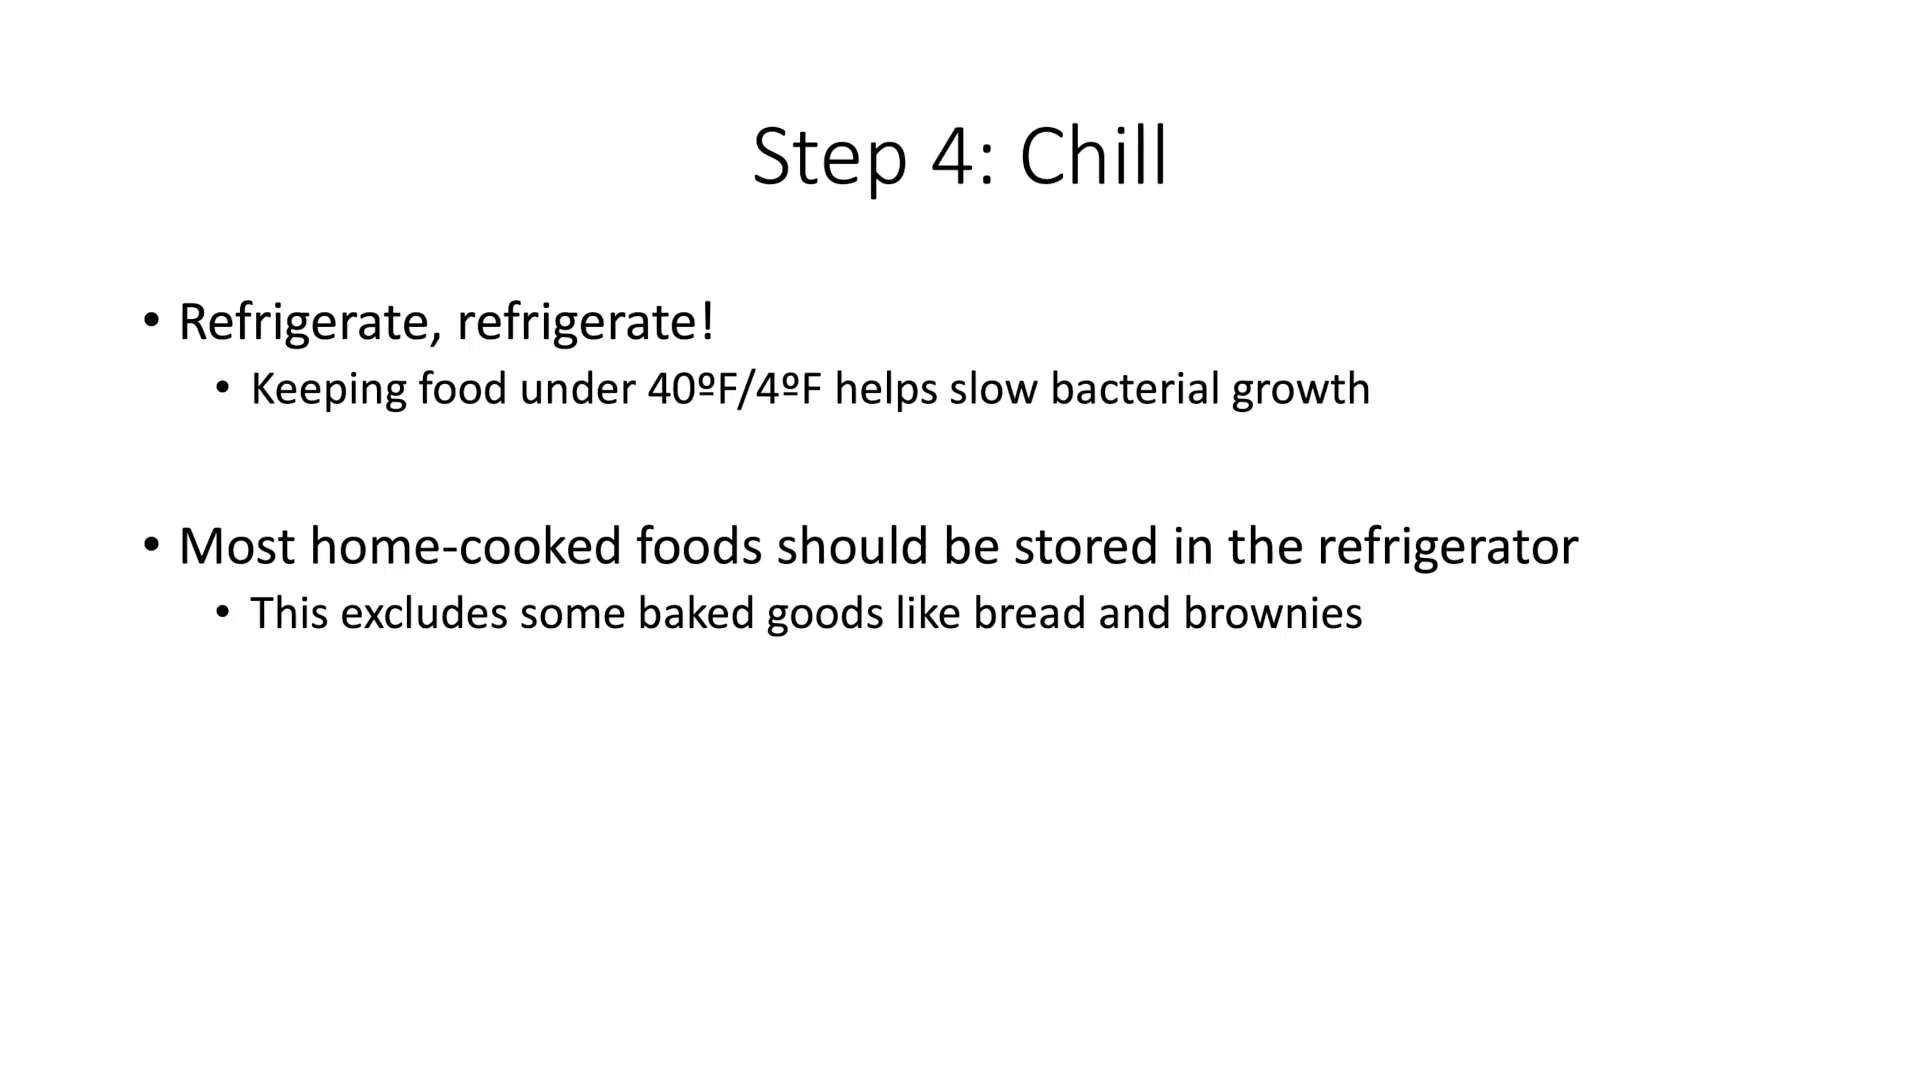 Step 4: Chill
• Refrigerate, refrigerate!
• Keeping food under 40ºF/4ºF helps slow bacterial growth
• Most home-cooked foods should be stored in the refrigerator
• This excludes some baked goods like bread and brownies